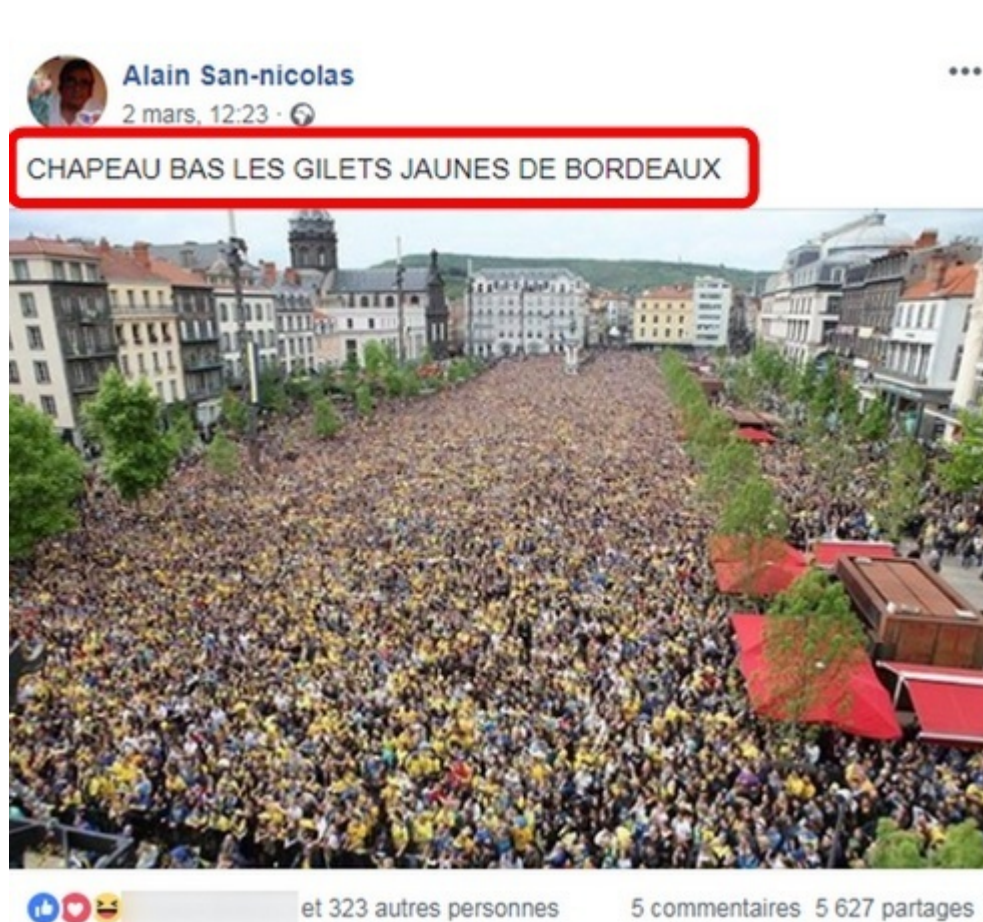 Alain San-nicolas
2 mars, 12:23 ·
CHAPEAU BAS LES GILETS JAUNES DE BORDEAUX
et 323 autres personnes
5 commentaires 5 627 partages